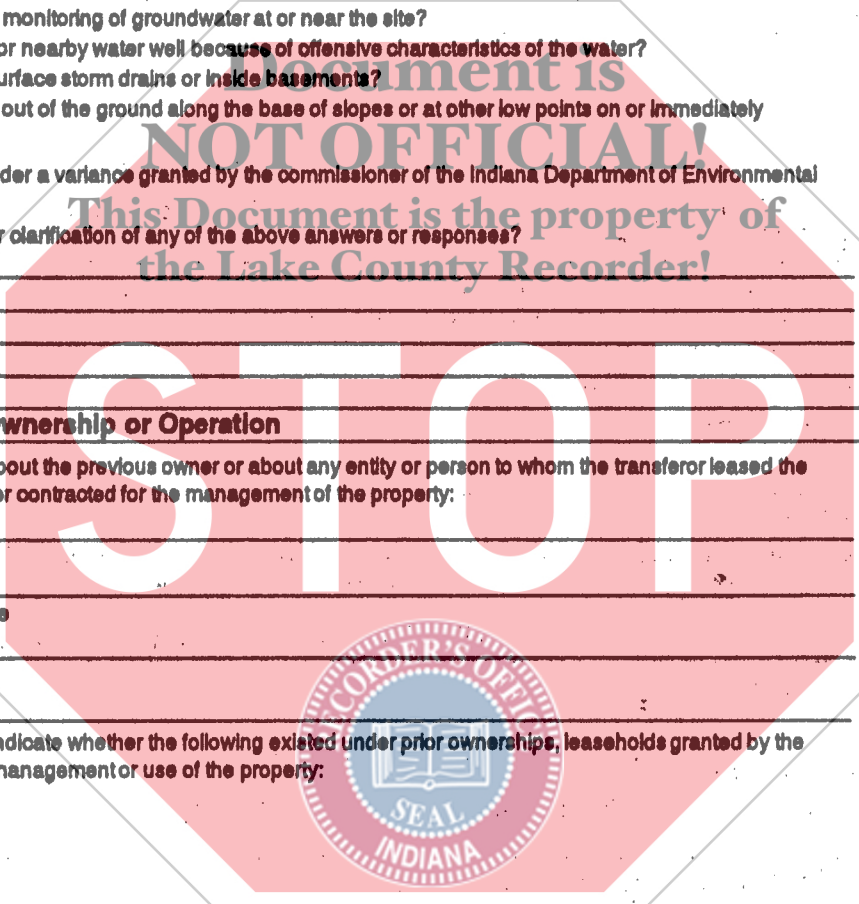 monitoring of groundwater at or near the site?
or nearby water well because of offensive characteristics of the water?
urface storm drains or inside basements?
Document is
out of the ground along the base of slopes or at other low points on or immediately
NOT OFFICIAL!
der a variance granted by the commissioner of the Indiana Department of Environmental
This Document is the property of
r clarification of any of the above answers or responses?
the Lake County Recorder!
STOP
wnership or Operation
bout the previous owner or about any entity or person to whom the transferor leased the
or contracted for the management of the property:
e
RECORDER'S OFFICE
ndicate whether the following existed under prior ownerships, leaseholds granted by the
management or use of the property:
SEAL
INDIANA